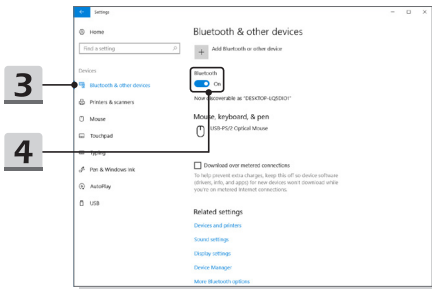 Settings
Home
Find a setting
Devices
Bluetooth & other devices
Printers & scanners
Mouse
Touchpad
Typing
Pen & Windows Ink
AutoPlay
USB
3
4
Bluetooth & other devices
Add Bluetooth or other device
Bluetooth
On
Now discoverable as
Mouse, keyboard, & pen
USB-PS/2 Optical Mouse
Download over metered connections
To help prevent extra charges, keep this off so device software
(drivers, info, and apps) for new devices won't download while
you're on metered Internet connections.
Related settings
Devices and printers
Sound settings
Display settings
Device Manager
More Bluetooth options